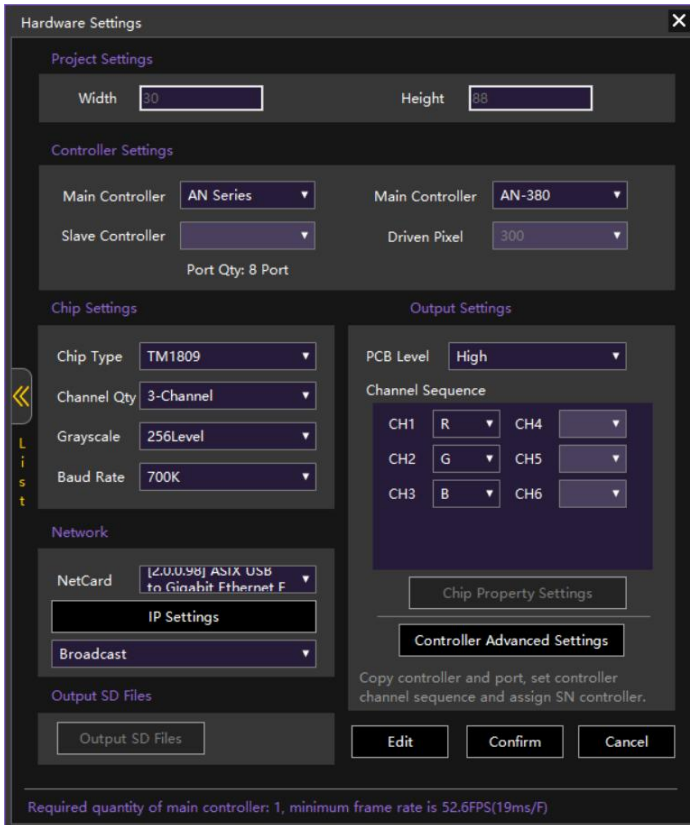 Hardware Settings
Project Settings
Width 30 Height 88
Controller Settings
Main Controller AN Series Main Controller AN-380
Slave Controller Driven Pixel 300
Port Qty: 8 Port
Chip Settings
Chip Type TM1809
Channel Qty 3-Channel
Grayscale 256Level
Baud Rate 700K
Output Settings
PCB Level High
Channel Sequence
CH1 R CH4
CH2 G CH5
CH3 B CH6
Chip Property Settings
Controller Advanced Settings
Copy controller and port, set controller
channel sequence and assign SN controller.
List
Network
NetCard [2.0.0.98] ASIX USB
to Gigabit Ethernet F
IP Settings
Broadcast
Output SD Files
Output SD Files
Edit Confirm Cancel
Required quantity of main controller: 1, minimum frame rate is 52.6FPS(19ms/F)